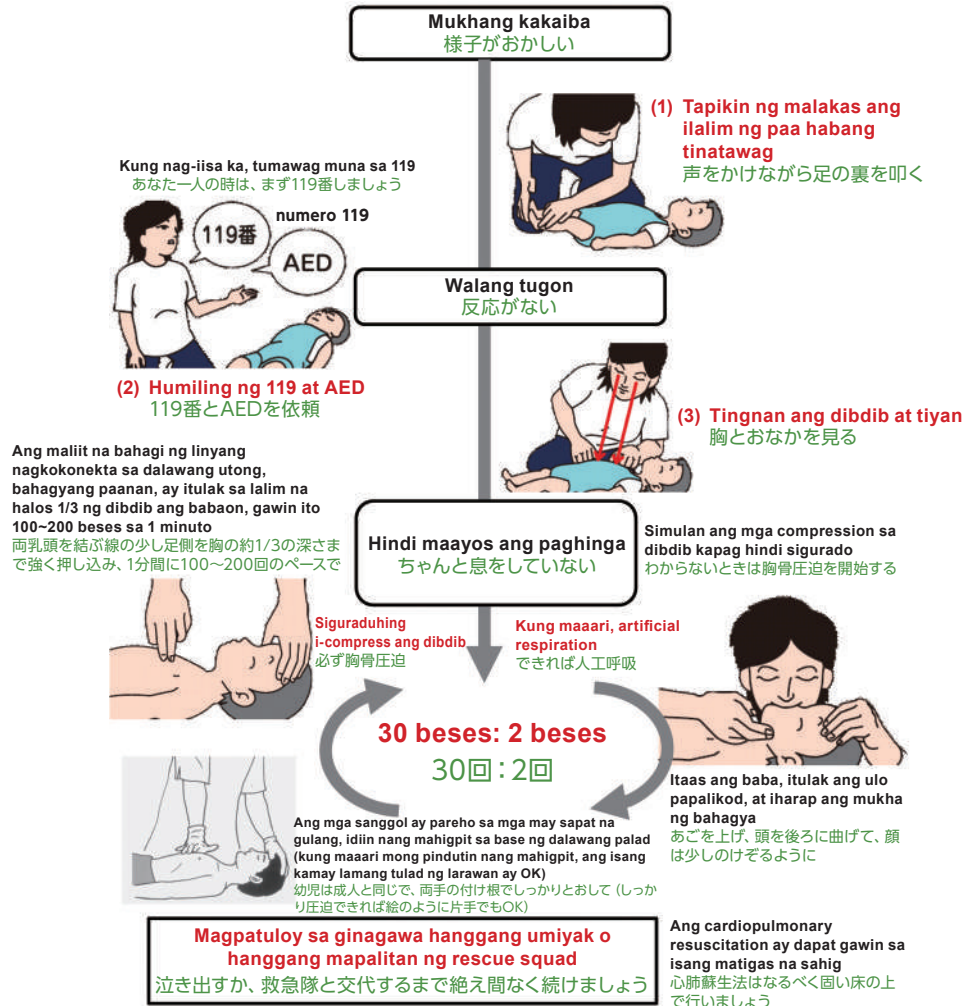 Mukhang kakaiba
様子がおかしい
(1) Tapikin ng malakas ang
ilalim ng paa habang
tinatawag
声をかけながら足の裏を叩く
Kung nag-iisa ka, tumawag muna sa 119
あなた一人の時は、まず119番しましょう
numero 119
119番
AED
Walang tugon
反応がない
(2) Humiling ng 119 at AED
119番とAEDを依頼
(3) Tingnan ang dibdib at tiyan
胸とおなかを見る
Ang maliit na bahagi ng linyang
nagkokonekta sa dalawang utong,
bahagyang paanan, ay itulak sa lalim na
halos 1/3 ng dibdib ang babaon, gawin ito
100~200 beses sa 1 minuto
両乳頭を結ぶ線の少し足側を胸の約1/3の深さま
で強く押し込み、1分間に100～200回のペースで
Hindi maayos ang paghinga
ちゃんと息をしていない
Simulan ang mga compression sa
dibdib kapag hindi sigurado
わからないときは胸骨圧迫を開始する
Siguraduhing
i-compress ang dibdib
必ず胸骨圧迫
Kung maaari, artificial
respiration
できれば人工呼吸
30 beses: 2 beses
30回：2回
Itaas ang baba, itulak ang ulo
papalikod, at iharap ang mukha
ng bahagya
あごを上げ、頭を後ろに曲げて、顔
は少しのけぞるように
Ang mga sanggol ay pareho sa mga may sapat na
gulang, idiin nang mahigpit sa base ng dalawang palad
(kung maaari mong pindutin nang mahigpit, ang isang
kamay lamang tulad ng larawan ay OK)
幼児は成人と同じで、両手の付け根でしっかりとおして（しっか
り圧迫できれば絵のように片手でもOK）
Magpatuloy sa ginagawa hanggang umiyak o
hanggang mapalitan ng rescue squad
泣き出すか、救急隊と交代するまで絶え間なく続けましょう
Ang cardiopulmonary
resuscitation ay dapat gawin sa
isang matigas na sahig
心肺蘇生法はなるべく固い床の上
で行いましょう